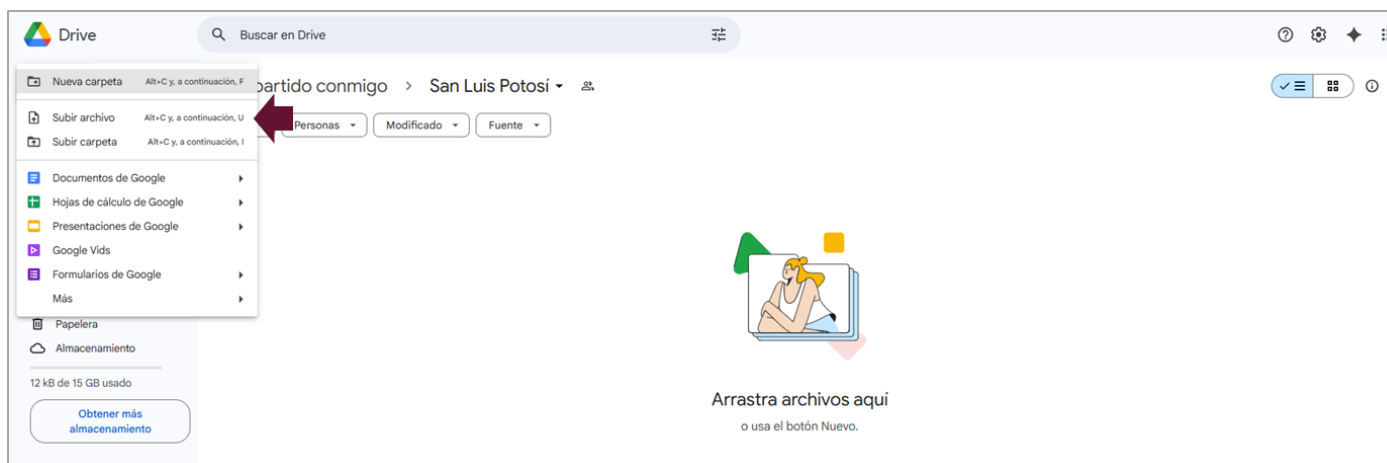 Drive
Buscar en Drive
Nueva carpeta Alt+C y, a continuación, F
partido conmigo > San Luis Potosí
Subir archivo Alt+C y, a continuación, U
Personas Modificado Fuente
Subir carpeta Alt+C y, a continuación, I
Documentos de Google
Hojas de cálculo de Google
Presentaciones de Google
Google Vids
Formularios de Google
Más
Papelera
Almacenamiento
12 kB de 15 GB usado
Obtener más
almacenamiento
Arrastra archivos aquí
o usa el botón Nuevo.